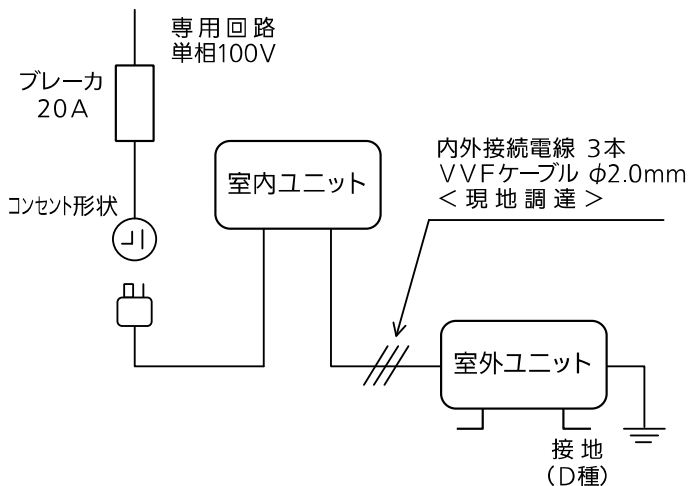 専用回路
単相100V
ブレーカ
20A
コンセント形状
室内ユニット
内外接続電線 3本
VVFケーブル φ2.0mm
<現地調達>
室外ユニット
接地
(D種)